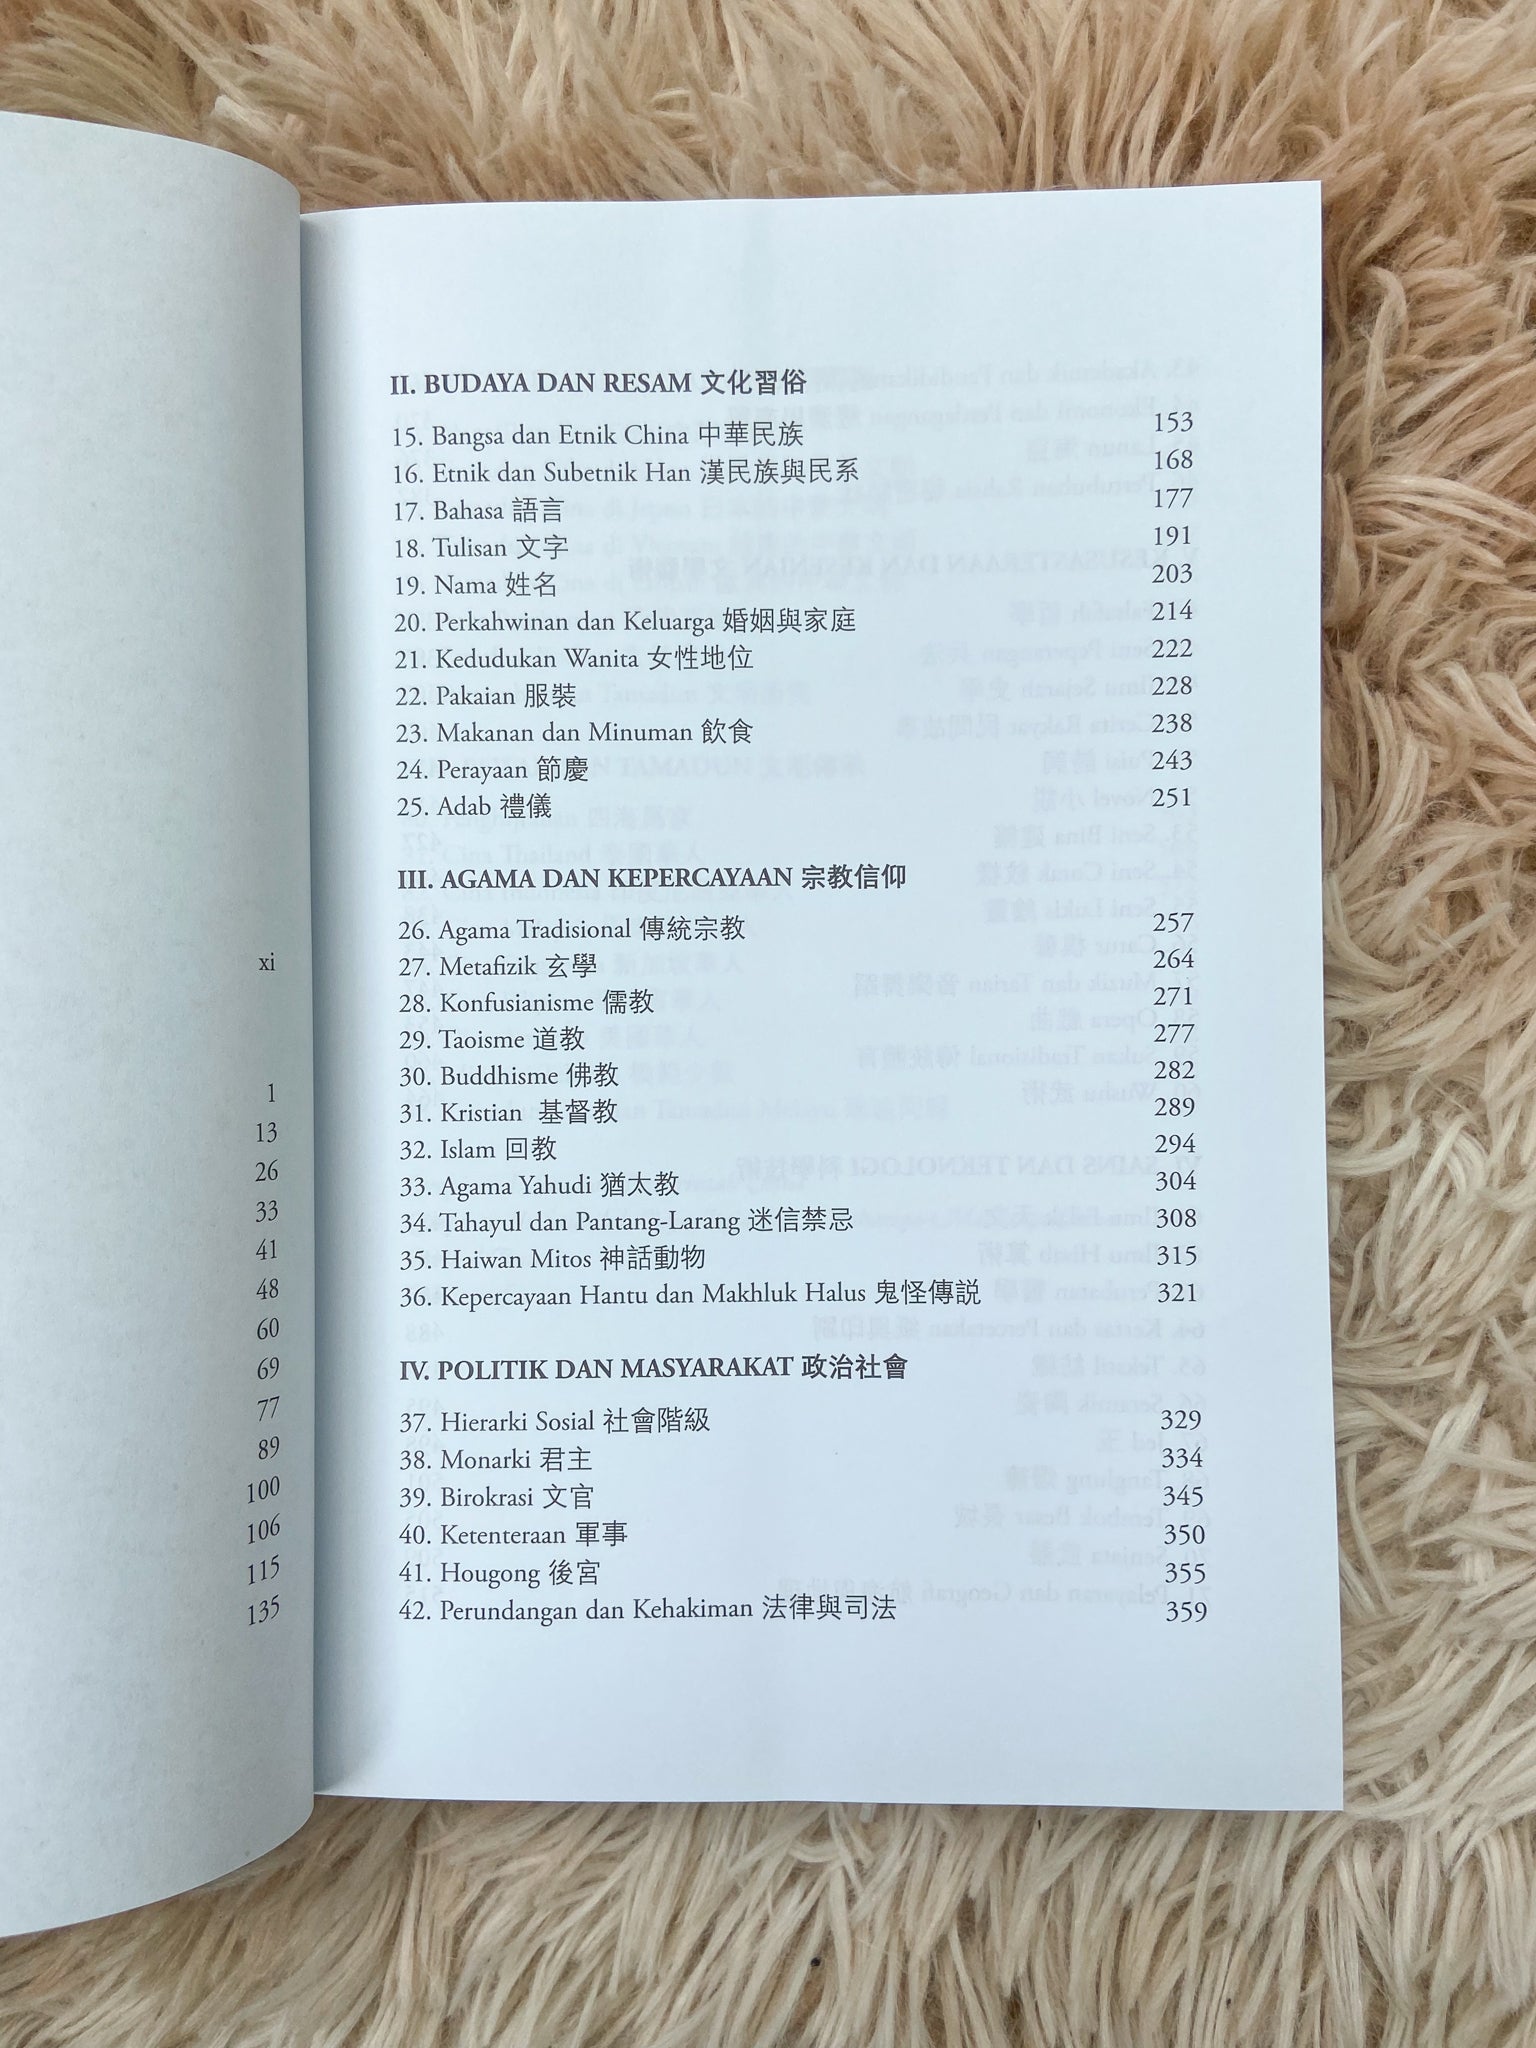 xi
1
13
26
33
41
48
60
69
77
89
100
106
115
135
II. BUDAYA DAN RESAM 文化習俗
15. Bangsa dan Etnik China 中華民族 153
16. Etnik dan Subetnik Han 漢民族與民系 168
17. Bahasa 語言 177
18. Tulisan 文字 191
19. Nama 姓名 203
20. Perkahwinan dan Keluarga 婚姻與家庭 214
21. Kedudukan Wanita 女性地位 222
22. Pakaian 服裝 228
23. Makanan dan Minuman 飲食 238
24. Perayaan 節慶 243
25. Adab 禮儀 251
III. AGAMA DAN KEPERCAYAAN 宗教信仰
26. Agama Tradisional 傳統宗教 257
27. Metafizik 玄學 264
28. Konfusianisme 儒教 271
29. Taoisme 道教 277
30. Buddhisme 佛教 282
31. Kristian 基督教 289
32. Islam 回教 294
33. Agama Yahudi 猶太教 304
34. Tahayul dan Pantang-Larang 迷信禁忌 308
35. Haiwan Mitos 神話動物 315
36. Kepercayaan Hantu dan Makhluk Halus 鬼怪傳説 321
IV. POLITIK DAN MASYARAKAT 政治社會
37. Hierarki Sosial 社會階級 329
38. Monarki 君主 334
39. Birokrasi 文官 345
40. Ketenteraan 軍事 350
41. Hougong 後宮 355
42. Perundangan dan Kehakiman 法律與司法 359